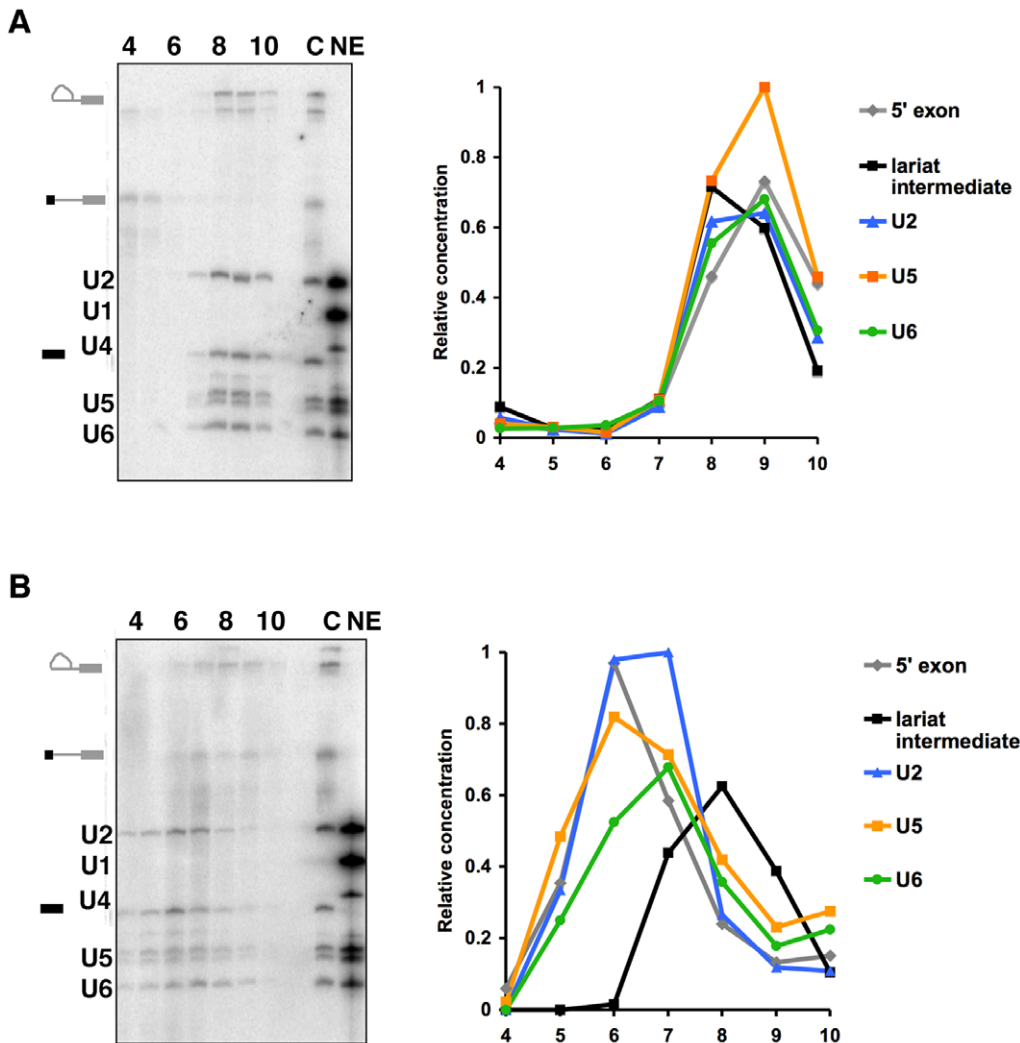 A
4 6 8 10 C NE
U2
U1
U4
U5
U6
Relative concentration
1
0.8
0.6
0.4
0.2
0
4 5 6 7 8 9 10
5' exon
lariat
intermediate
U2
U5
U6
B
4 6 8 10 C NE
U2
U1
U4
U5
U6
Relative concentration
1
0.8
0.6
0.4
0.2
0
4 5 6 7 8 9 10
5' exon
lariat
intermediate
U2
U5
U6